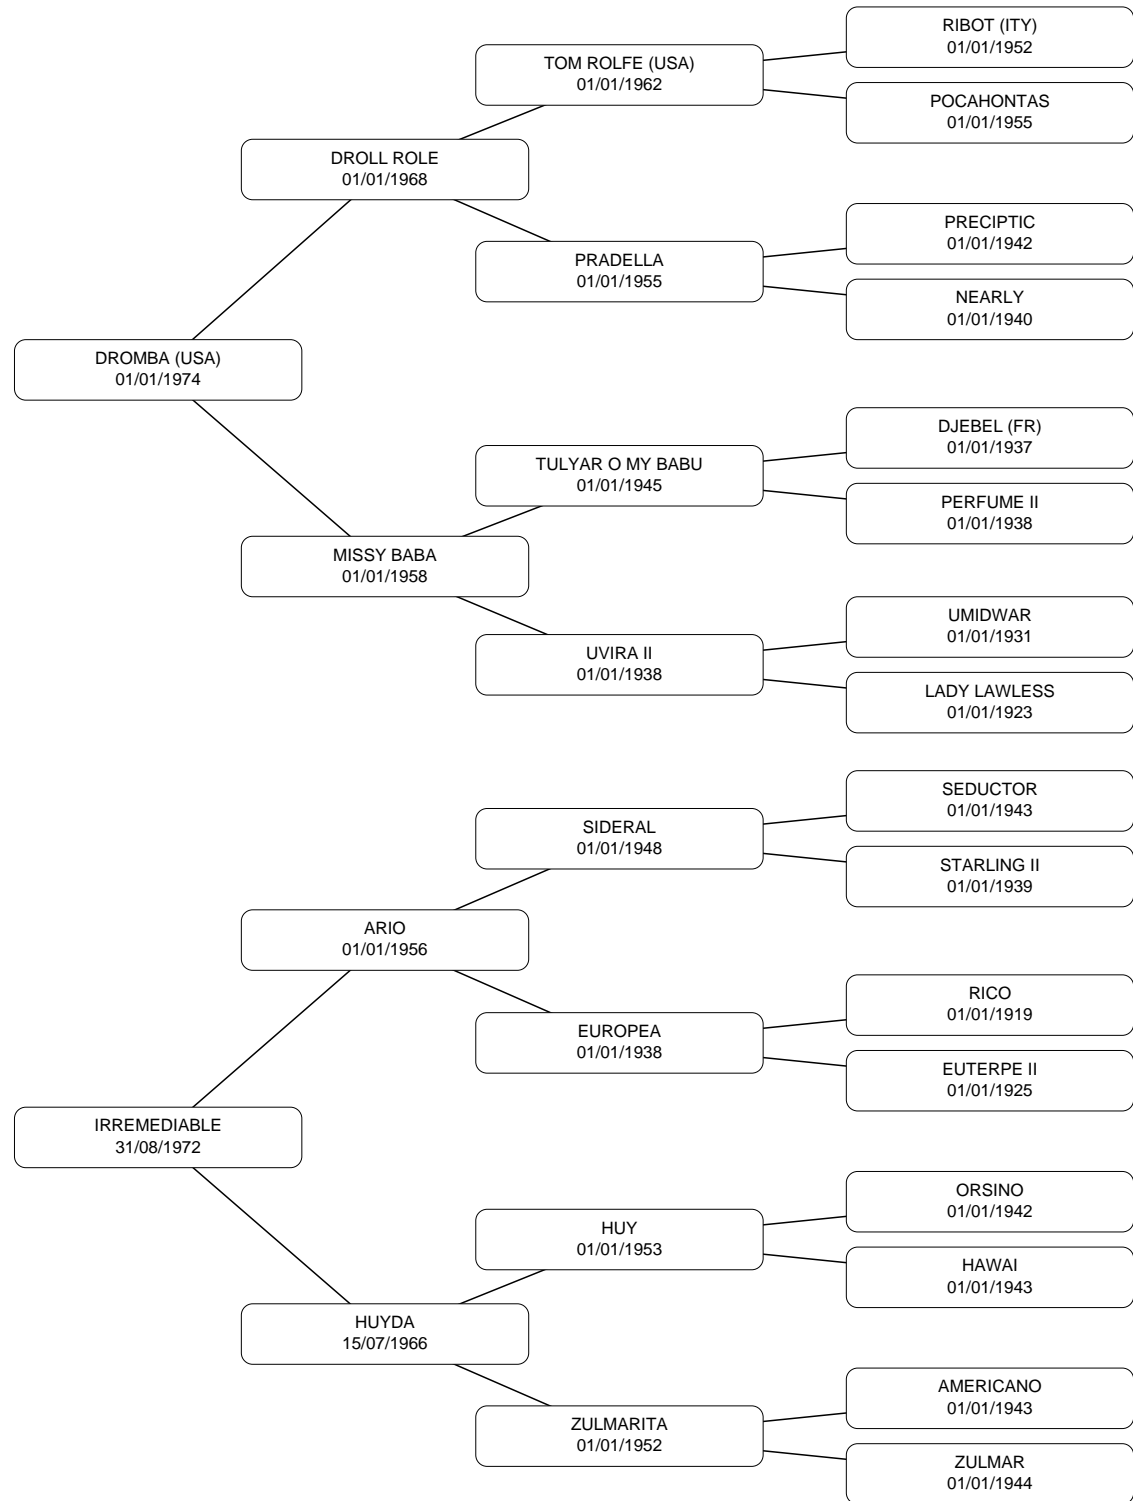 RIBOT (ITY)
01/01/1952
TOM ROLFE (USA)
01/01/1962
POCAHONTAS
01/01/1955
DROLL ROLE
01/01/1968
PRECIPTIC
01/01/1942
PRADELLA
01/01/1955
NEARLY
01/01/1940
DROMBA (USA)
01/01/1974
DJEBEL (FR)
01/01/1937
TULYAR O MY BABU
01/01/1945
PERFUME II
01/01/1938
MISSY BABA
01/01/1958
UMIDWAR
01/01/1931
UVIRA II
01/01/1938
LADY LAWLESS
01/01/1923
SEDUCTOR
01/01/1943
SIDERAL
01/01/1948
STARLING II
01/01/1939
ARIO
01/01/1956
RICO
01/01/1919
EUROPEA
01/01/1938
EUTERPE II
01/01/1925
IRREMEDIABLE
31/08/1972
ORSINO
01/01/1942
HUY
01/01/1953
HAWAI
01/01/1943
HUYDA
15/07/1966
AMERICANO
01/01/1943
ZULMARITA
01/01/1952
ZULMAR
01/01/1944